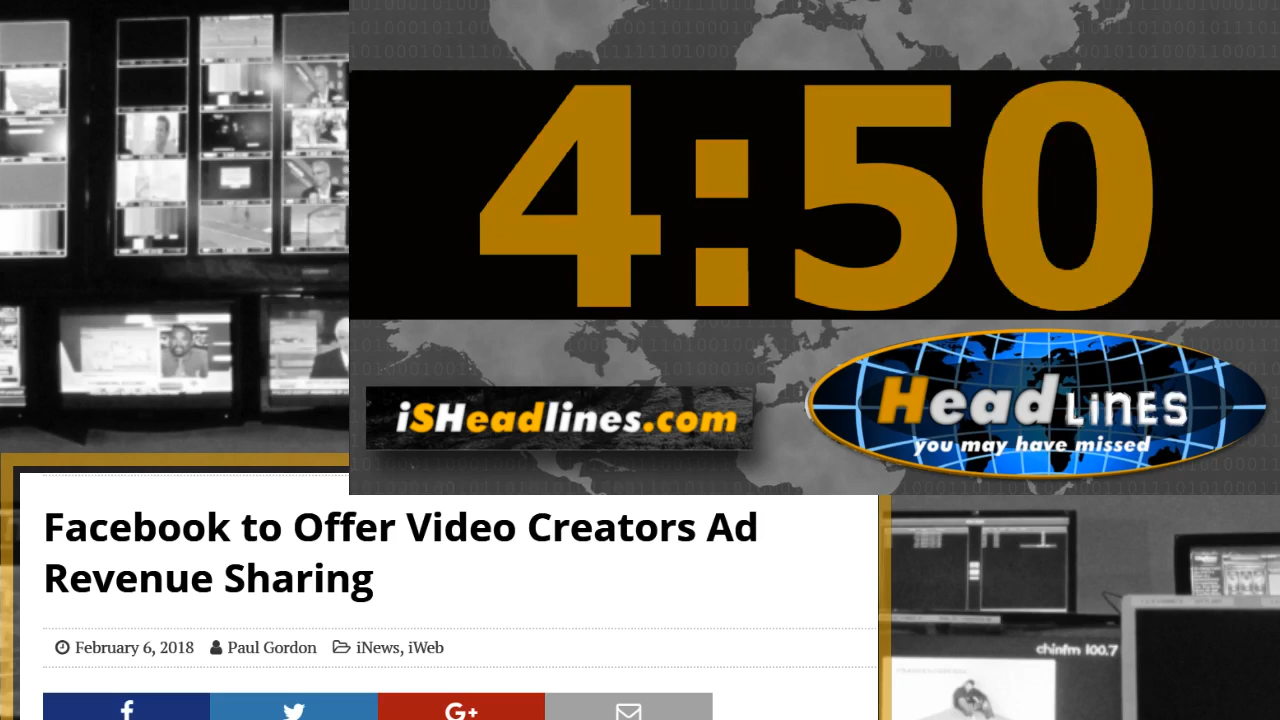 4:50
iSHeadlines.com
HeadLiNES
you may have missed
Facebook to Offer Video Creators Ad
Revenue Sharing
February 6, 2018 Paul Gordon iNews, iWeb
f G+
chinfm 100.7